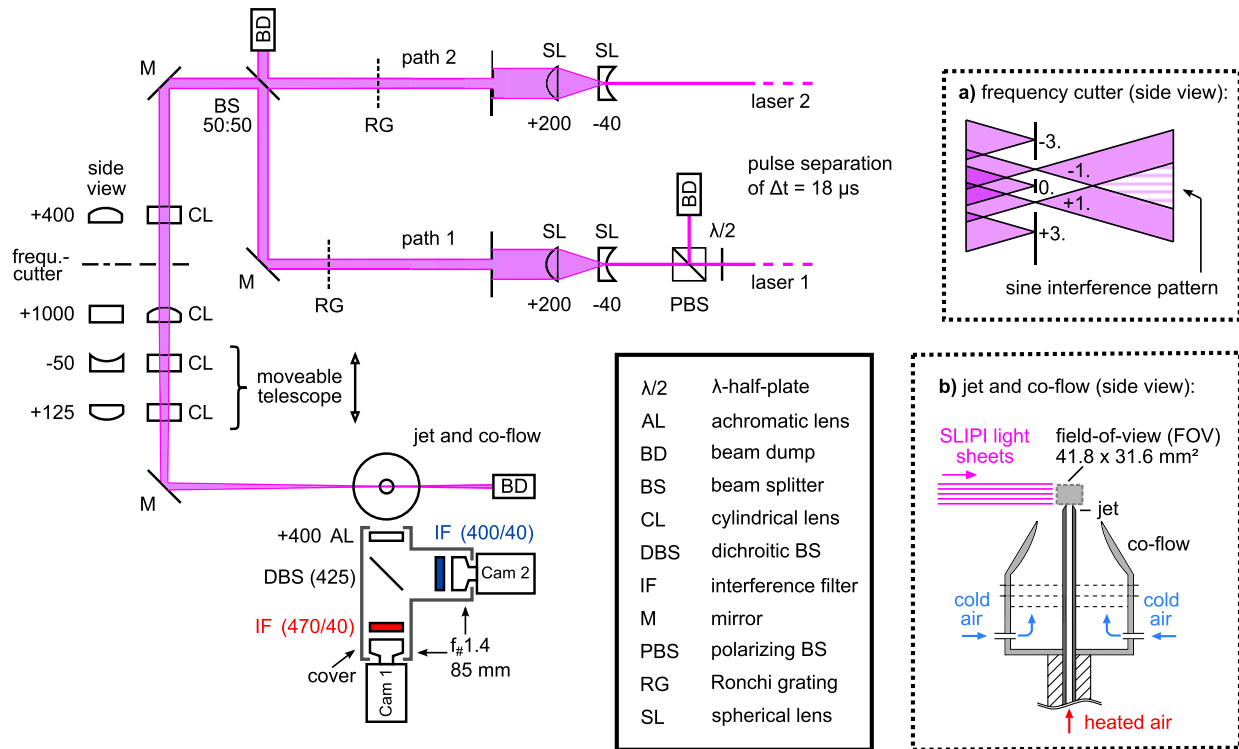 BD
M
path 2
SL
SL
BS
50:50
RG
+200
-40
laser 2
side
view
pulse separation
of Δt = 18 µs
BD
+400
CL
path 1
SL
SL
λ/2
frequ.-
cutter
M
RG
+200
-40
PBS
laser 1
+1000
CL
-50
CL
moveable
telescope
+125
CL
jet and co-flow
M
BD
+400 AL
IF (400/40)
DBS (425)
Cam 2
IF (470/40)
f#1.4
85 mm
cover
Cam 1
λ/2 λ-half-plate
AL achromatic lens
BD beam dump
BS beam splitter
CL cylindrical lens
DBS dichroitic BS
IF interference filter
M mirror
PBS polarizing BS
RG Ronchi grating
SL spherical lens
a) frequency cutter (side view):
-3.
-1.
0.
+1.
+3.
sine interference pattern
b) jet and co-flow (side view):
SLIPI light
sheets
field-of-view (FOV)
41.8 x 31.6 mm²
jet
co-flow
cold
air
cold
air
heated air